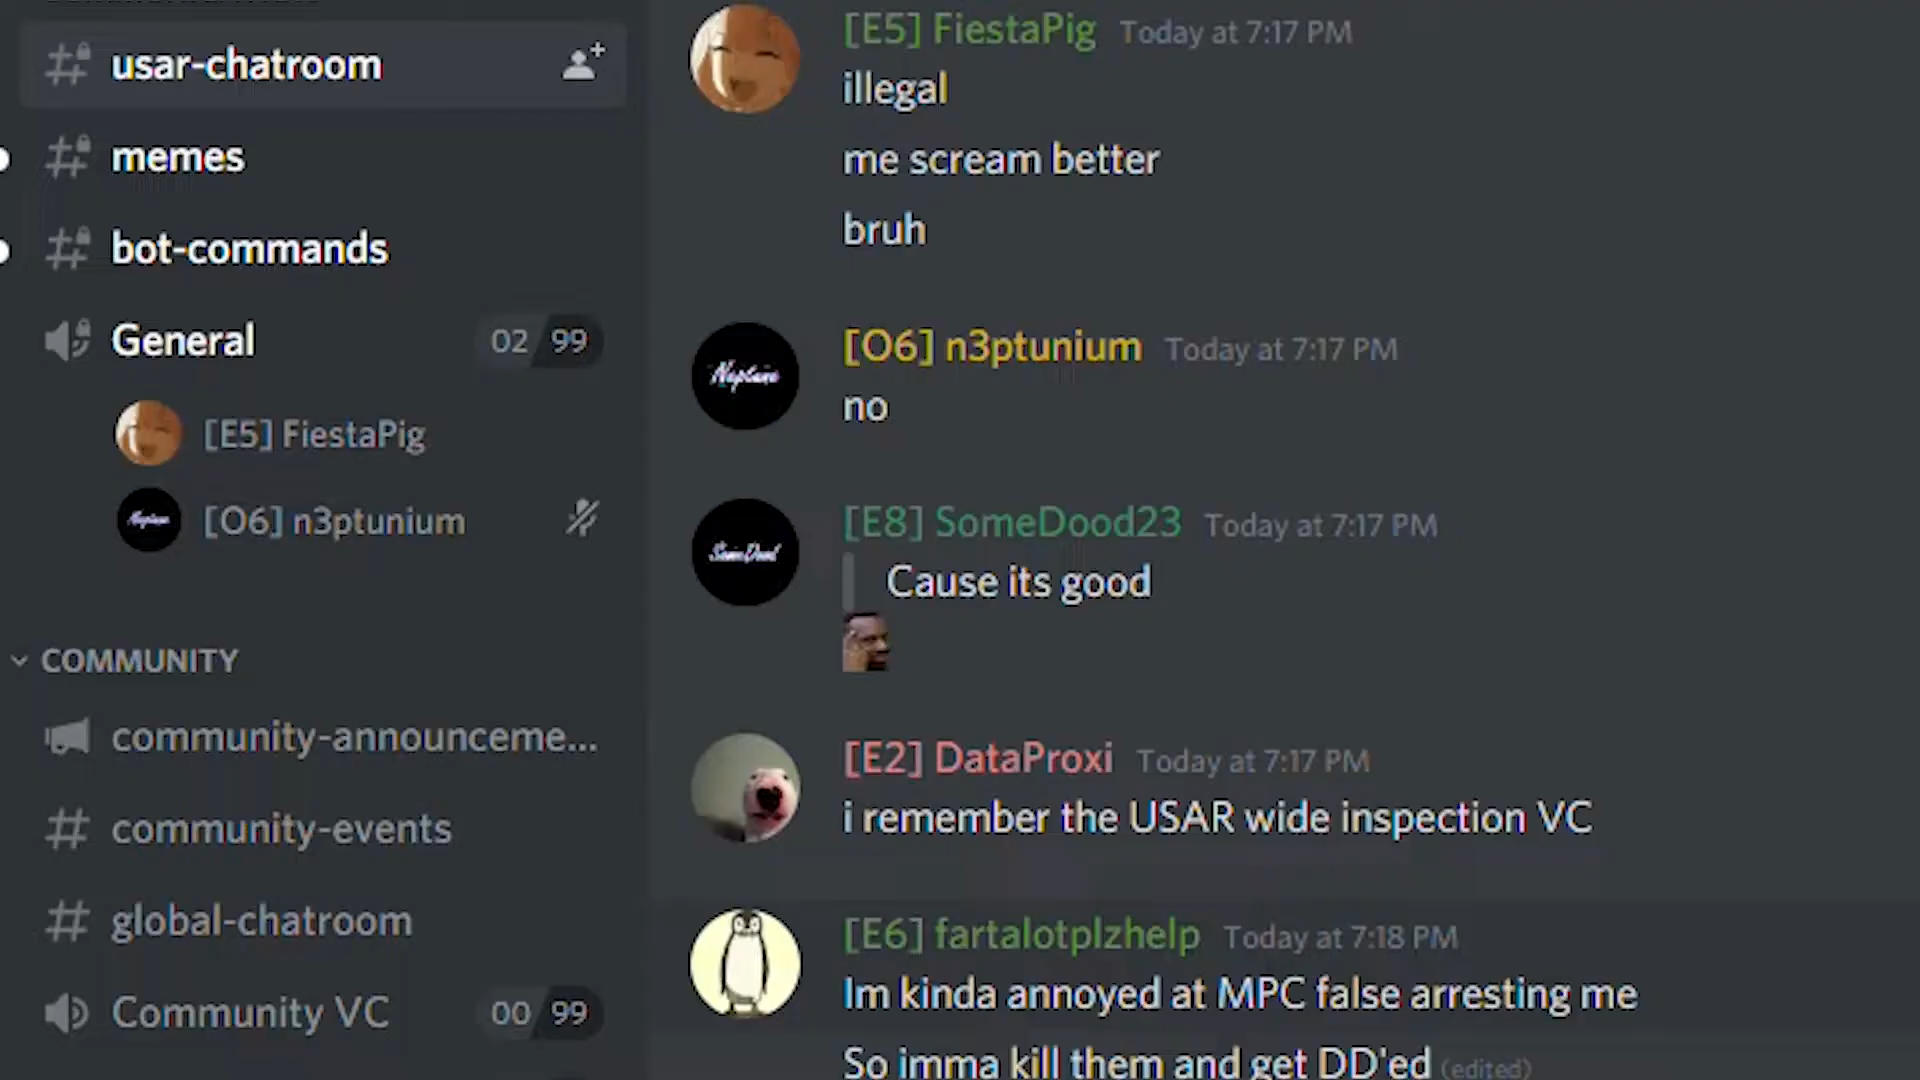 usar-chatroom
memes
bot-commands
General 02 99
[E5] FiestaPig
[O6] n3ptunium
COMMUNITY
community-announceme...
community-events
global-chatroom
Community VC 00 99
[E5] FiestaPig Today at 7:17 PM
illegal
me scream better
bruh
Neptune
[O6] n3ptunium Today at 7:17 PM
no
SomeDood
[E8] SomeDood23 Today at 7:17 PM
Cause its good
[E2] DataProxi Today at 7:17 PM
i remember the USAR wide inspection VC
[E6] fartalotplzhelp Today at 7:18 PM
Im kinda annoyed at MPC false arresting me
So imma kill them and get DD'ed (edited)